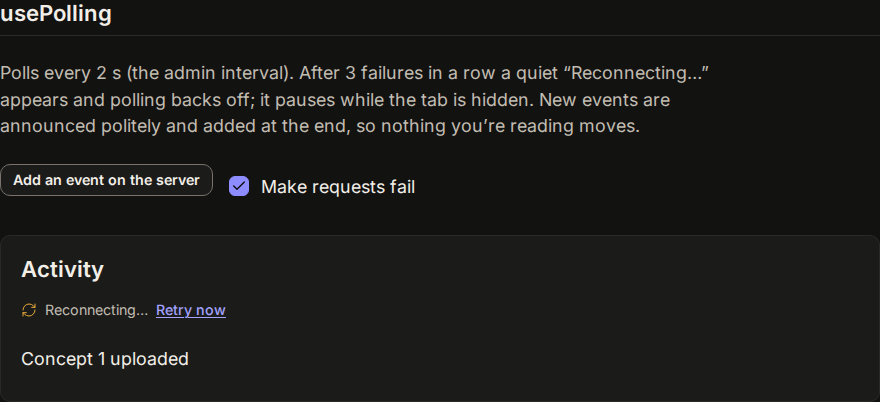 usePolling
Polls every 2 s (the admin interval). After 3 failures in a row a quiet “Reconnecting…”
appears and polling backs off; it pauses while the tab is hidden. New events are
announced politely and added at the end, so nothing you’re reading moves.
Add an event on the server
Make requests fail
Activity
Reconnecting… Retry now
Concept 1 uploaded